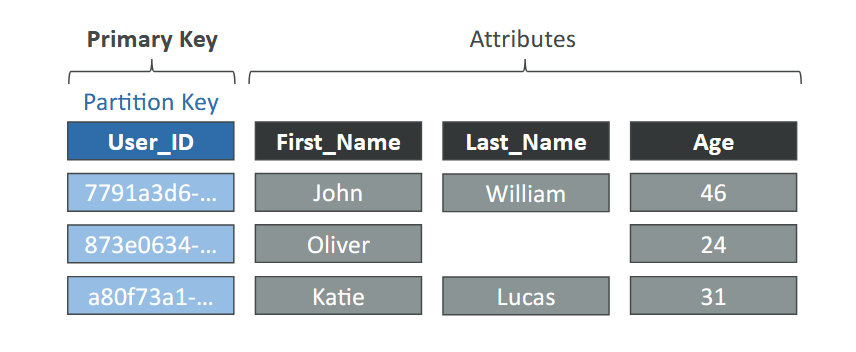 Primary Key Attributes
Partition Key
User_ID First_Name Last_Name Age
7791a3d6-... John William 46
873e0634-... Oliver 24
a80f73a1-... Katie Lucas 31